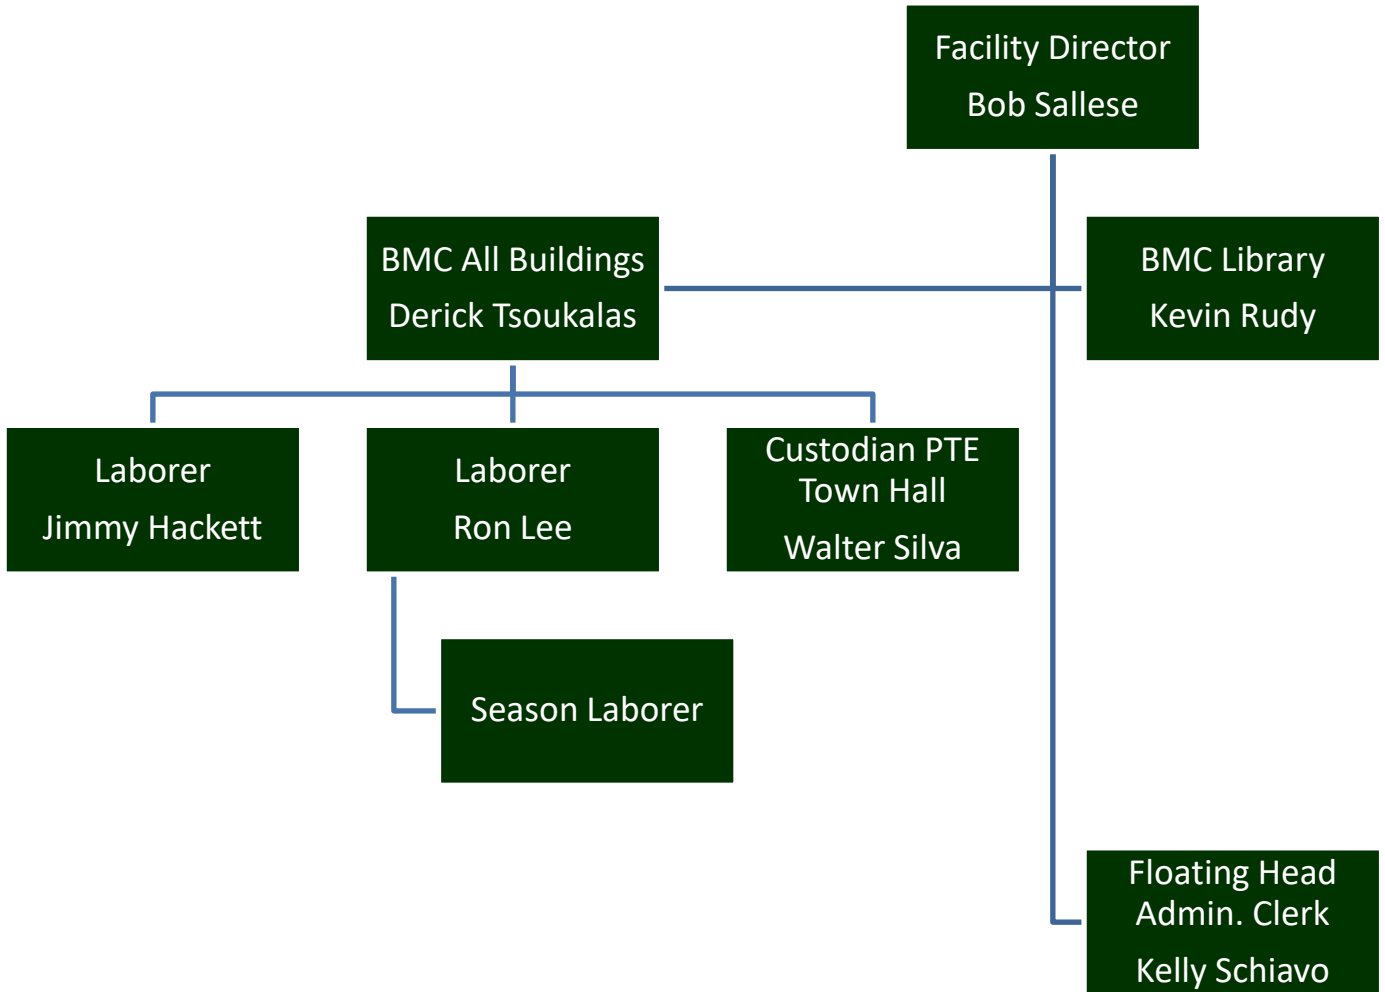 Facility Director
Bob Sallese
BMC All Buildings
Derick Tsoukalas
BMC Library
Kevin Rudy
Laborer
Jimmy Hackett
Laborer
Ron Lee
Custodian PTE
Town Hall
Walter Silva
Season Laborer
Floating Head
Admin. Clerk
Kelly Schiavo